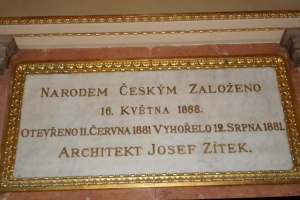 NARODEM ČESKÝM ZALOŽENO
16. KVĚTNA 1868.
OTEVŘENO 11. ČERVNA 1881 VYHOŘELO 12. SRPNA 1881.
ARCHITEKT JOSEF ZÍTEK.